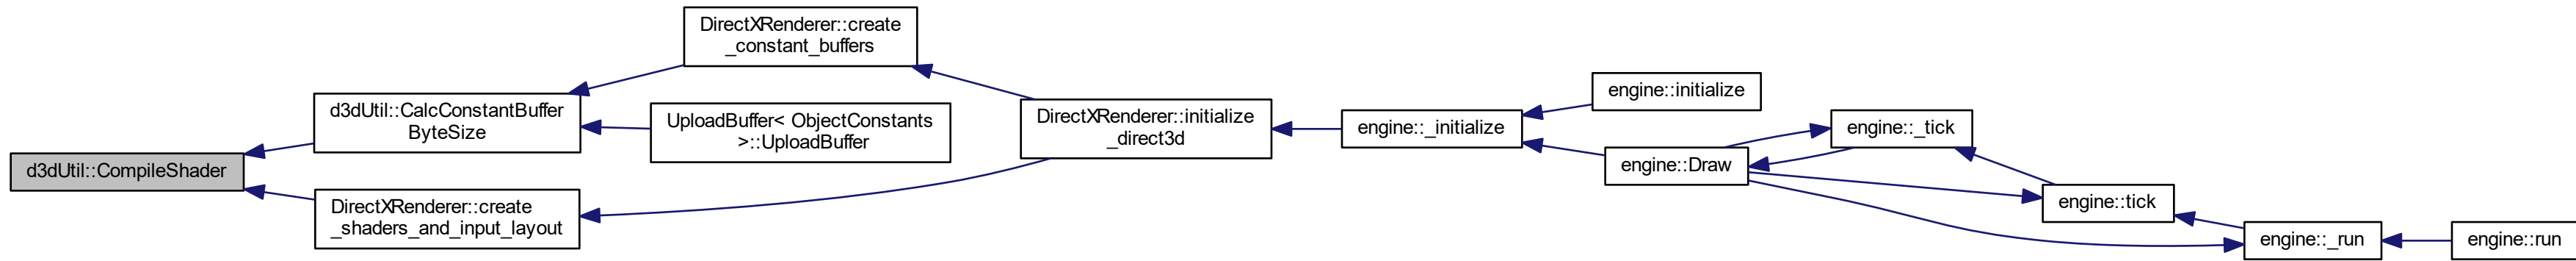 d3dUtil::CompileShader
d3dUtil::CalcConstantBuffer
ByteSize
DirectXRenderer::create
_shaders_and_input_layout
DirectXRenderer::create
_constant_buffers
UploadBuffer< ObjectConstants
>::UploadBuffer
DirectXRenderer::initialize
_direct3d
engine::_initialize
engine::initialize
engine::Draw
engine::_tick
engine::tick
engine::_run
engine::run